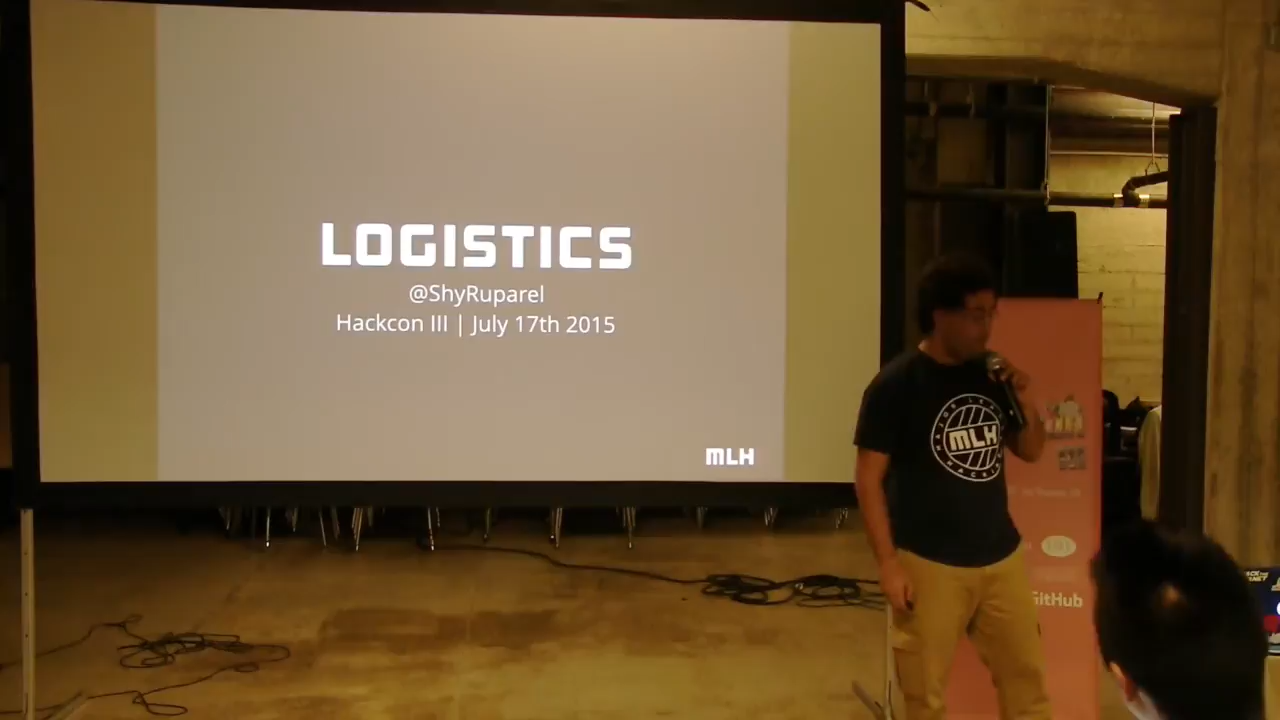 LOGISTICS
@ShyRuparel
Hackcon III | July 17th 2015
MLH
MLH
GitHub